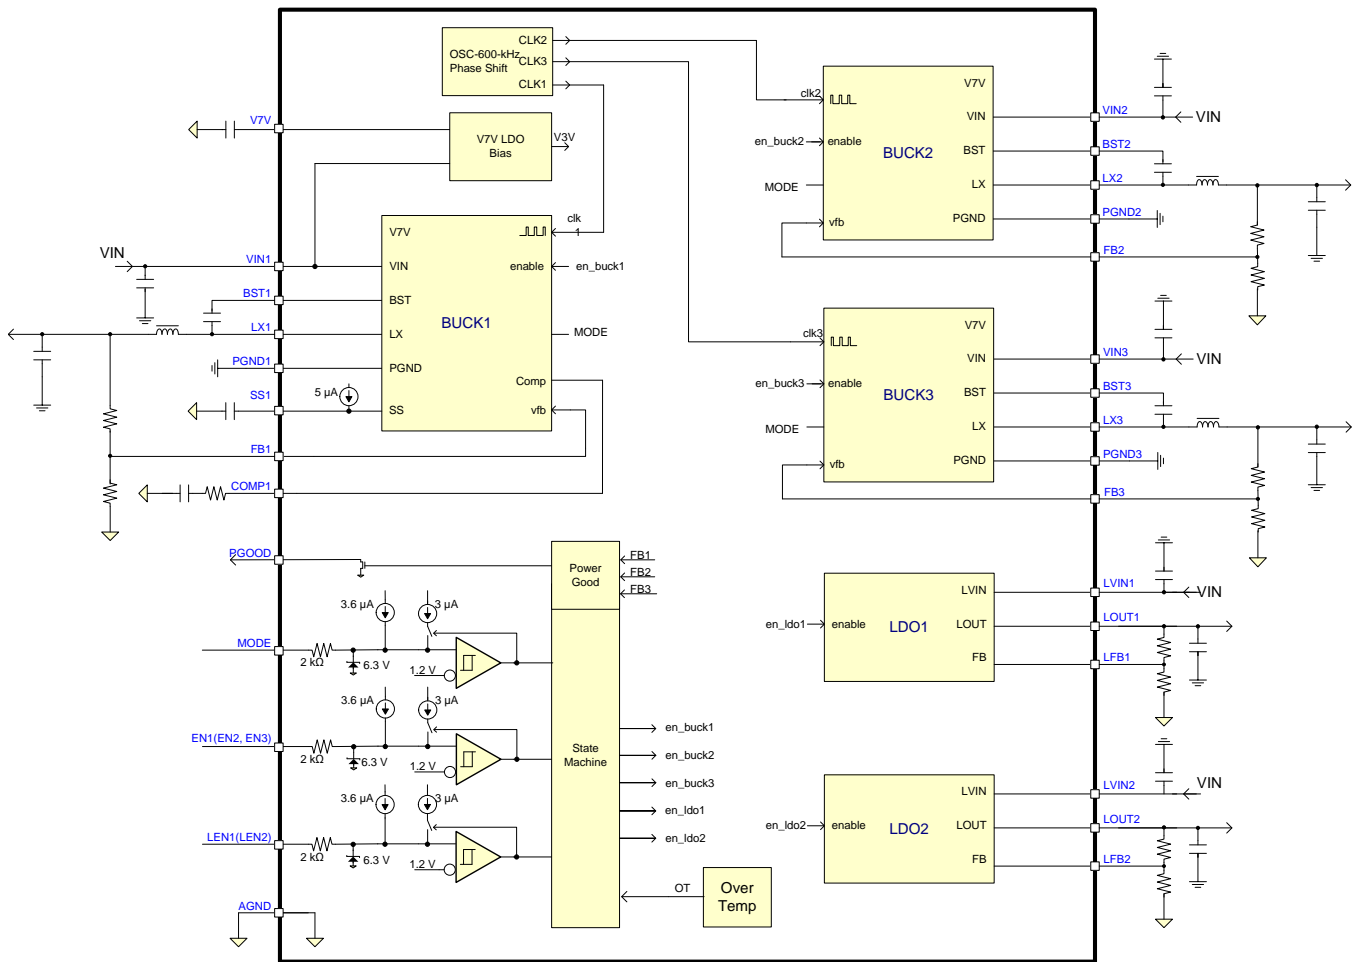 CLK2
OSC-600-kHz
Phase Shift
CLK3
CLK1
V7V
V7V LDO
Bias
V3V
clk
1
V7V
VIN
VIN1
VIN
enable
en_buck1
BST1
BST
BUCK1
LX1
LX
MODE
PGND1
PGND
Comp
5 µA
SS1
SS
vfb
FB1
COMP1
clk2
V7V
VIN
VIN2
VIN
en_buck2
enable
BUCK2
BST
BST2
MODE
LX
LX2
vfb
PGND
PGND2
FB2
clk3
V7V
VIN
VIN3
VIN
en_buck3
enable
BUCK3
BST
BST3
MODE
LX
LX3
vfb
PGND
PGND3
FB3
PGOOD
Power
Good
FB1
FB2
FB3
3.6 µA
3 µA
MODE
2 kΩ
6.3 V
1.2 V
3.6 µA
3 µA
EN1(EN2, EN3)
2 kΩ
6.3 V
1.2 V
3.6 µA
3 µA
LEN1(LEN2)
2 kΩ
6.3 V
1.2 V
State
Machine
en_buck1
en_buck2
en_buck3
en_ldo1
en_ldo2
OT
Over
Temp
AGND
LVIN
LVIN1
VIN
en_ldo1
enable
LDO1
LOUT
LOUT1
FB
LFB1
LVIN
LVIN2
VIN
en_ldo2
enable
LDO2
LOUT
LOUT2
FB
LFB2